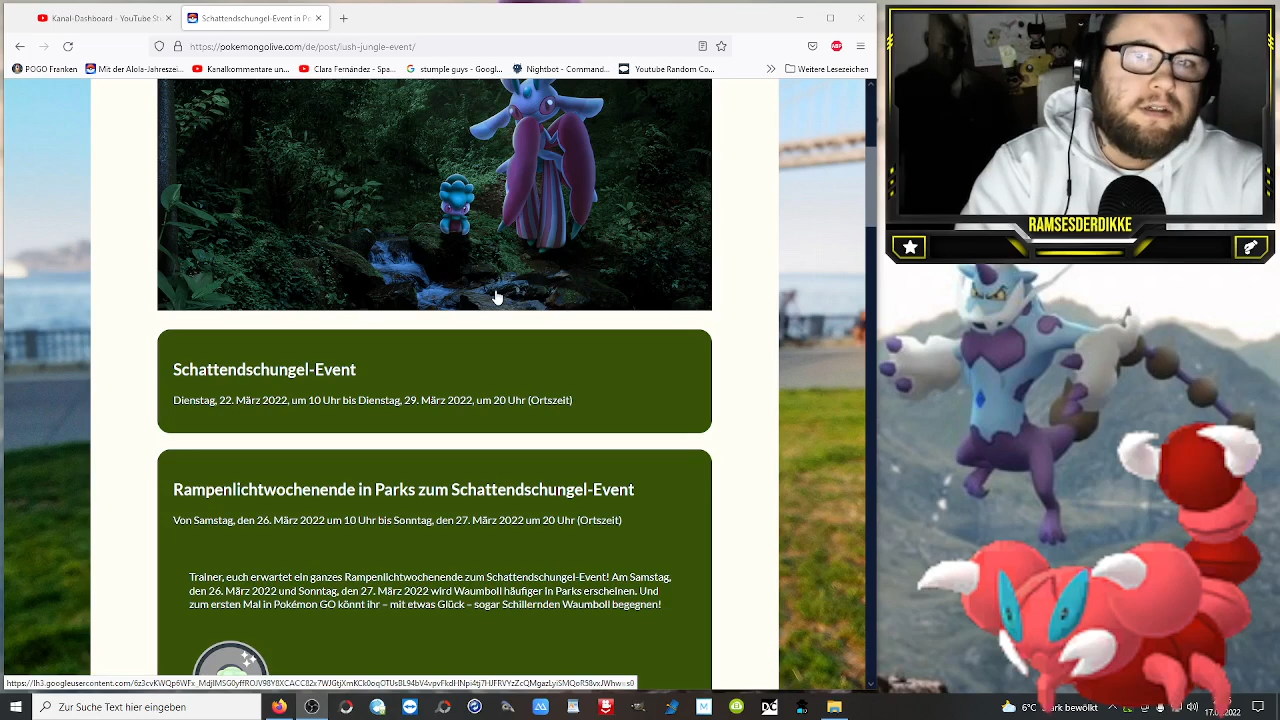 Kanal-Dashboard - YouTube St
Schattendschungel-Event in Po
https://pokemongolive.com/de/post/lush-jungle-event/
POGO Franken
Mit der Alola-Jahreszei...
Kanalkommentare un...
Clara Fernández - Spa...
stumple guys - Googl...
Nightbot - Command...
Youtube Random Co...
Weitere Lesezeichen
RAMSESDERDIKKE
Schattendschungel-Event
Dienstag, 22. März 2022, um 10 Uhr bis Dienstag, 29. März 2022, um 20 Uhr (Ortszeit)
Rampenlichtwochenende in Parks zum Schattendschungel-Event
Von Samstag, den 26. März 2022 um 10 Uhr bis Sonntag, den 27. März 2022 um 20 Uhr (Ortszeit)
Trainer, euch erwartet ein ganzes Rampenlichtwochenende zum Schattendschungel-Event! Am Samstag,
den 26. März 2022 und Sonntag, den 27. März 2022 wird Waumboll häufiger in Parks erscheinen. Und
zum ersten Mal in Pokémon GO könnt ihr – mit etwas Glück – sogar Schillernden Waumboll begegnen!
Zur Suche Text hier eingeben
6°C